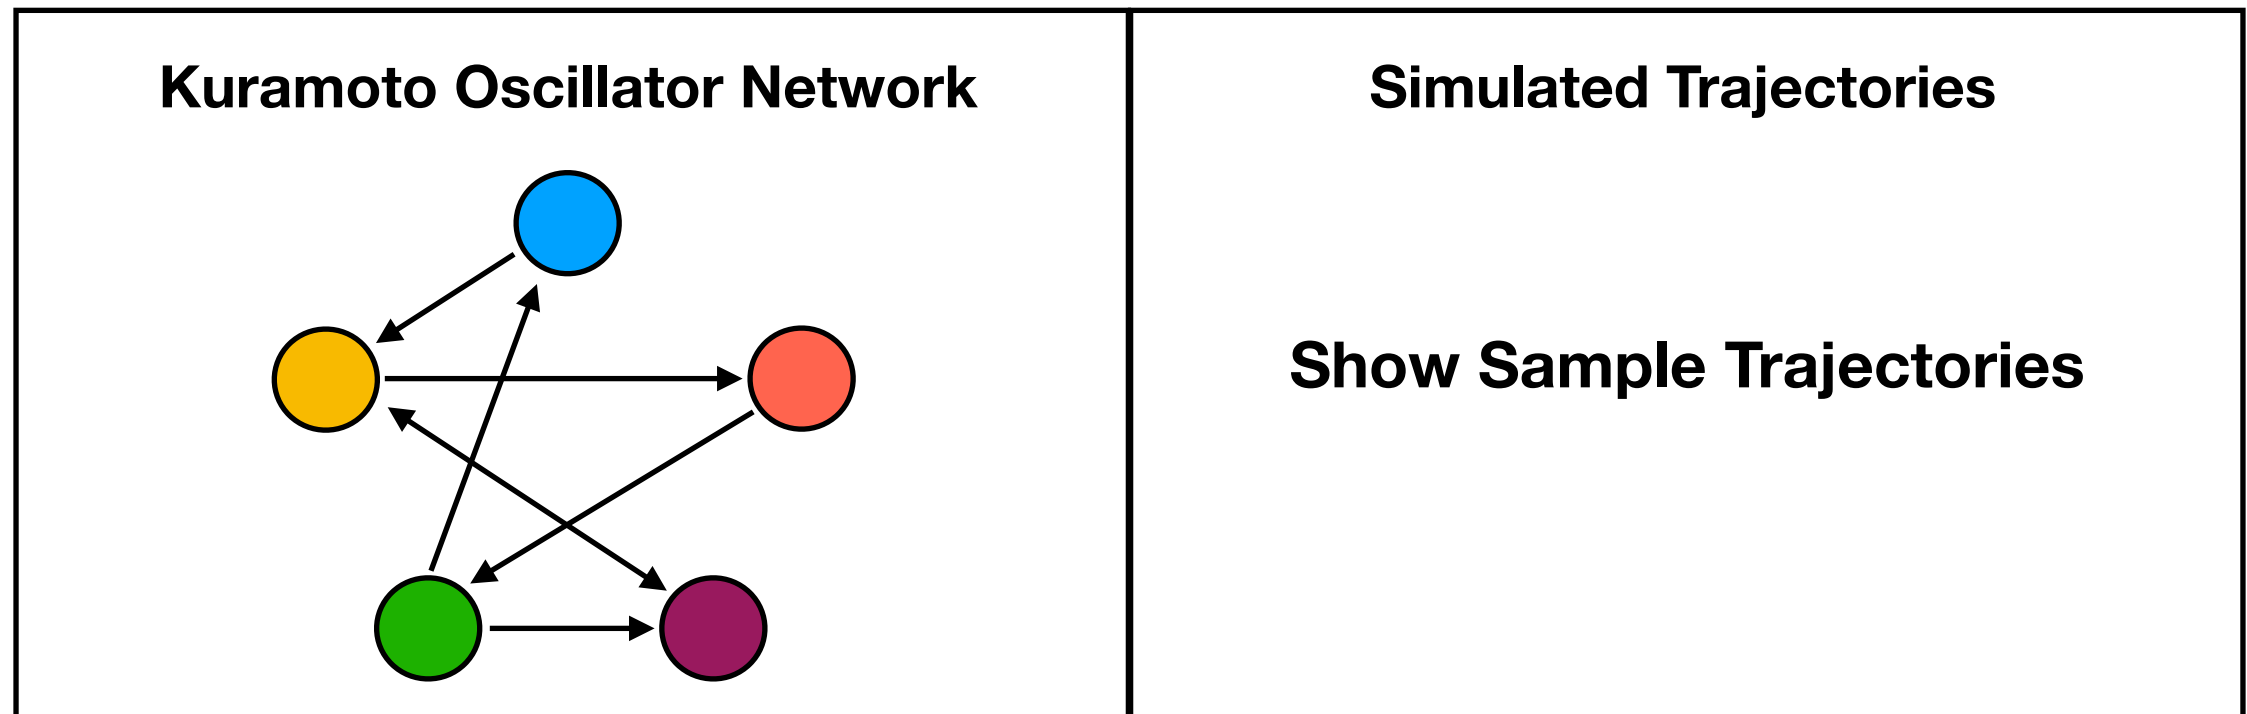 Kuramoto Oscillator Network
Simulated Trajectories
Show Sample Trajectories